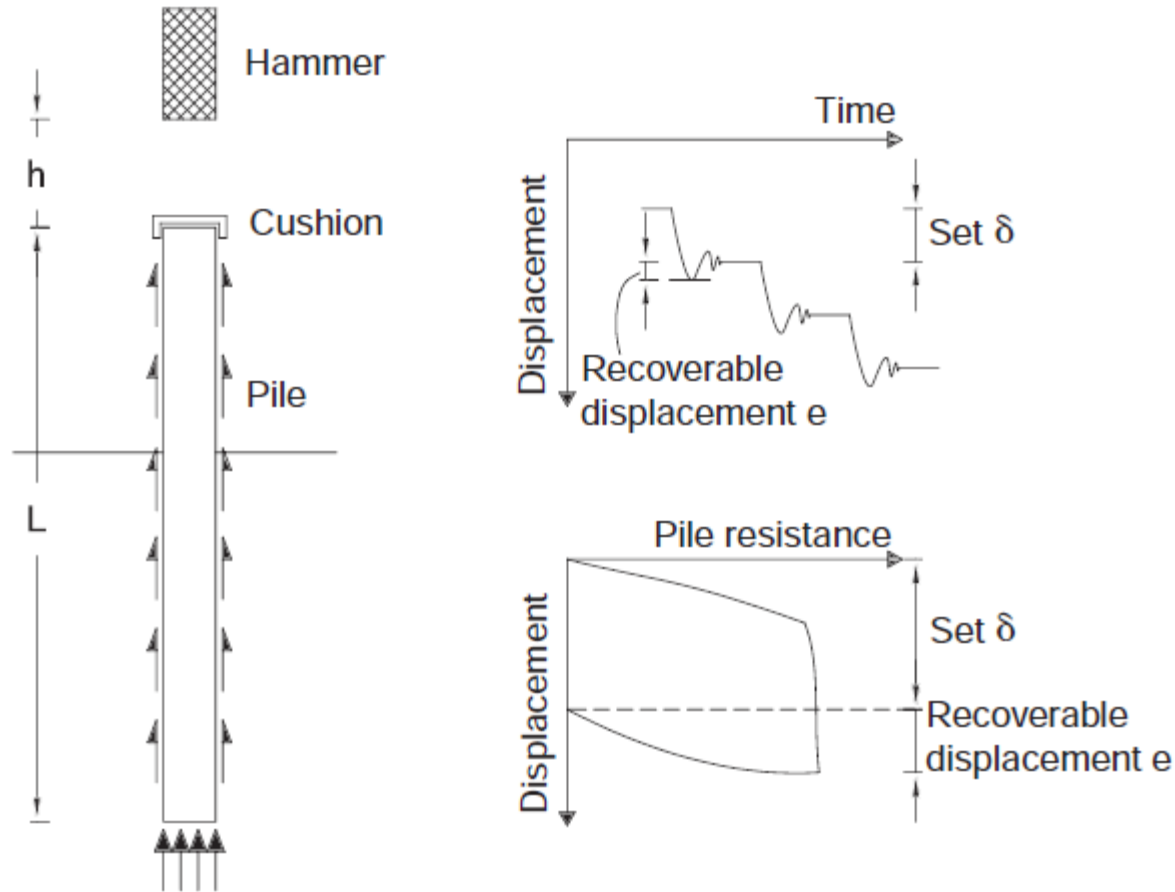 Hammer
h
Cushion
Pile
L
Time
Displacement
Set δ
Recoverable
displacement e
Pile resistance
Displacement
Set δ
Recoverable
displacement e